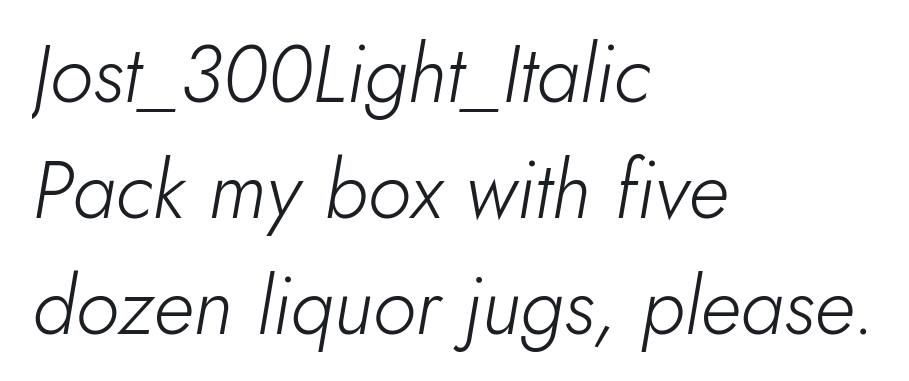 Jost_300Light_Italic
Pack my box with five
dozen liquor jugs, please.